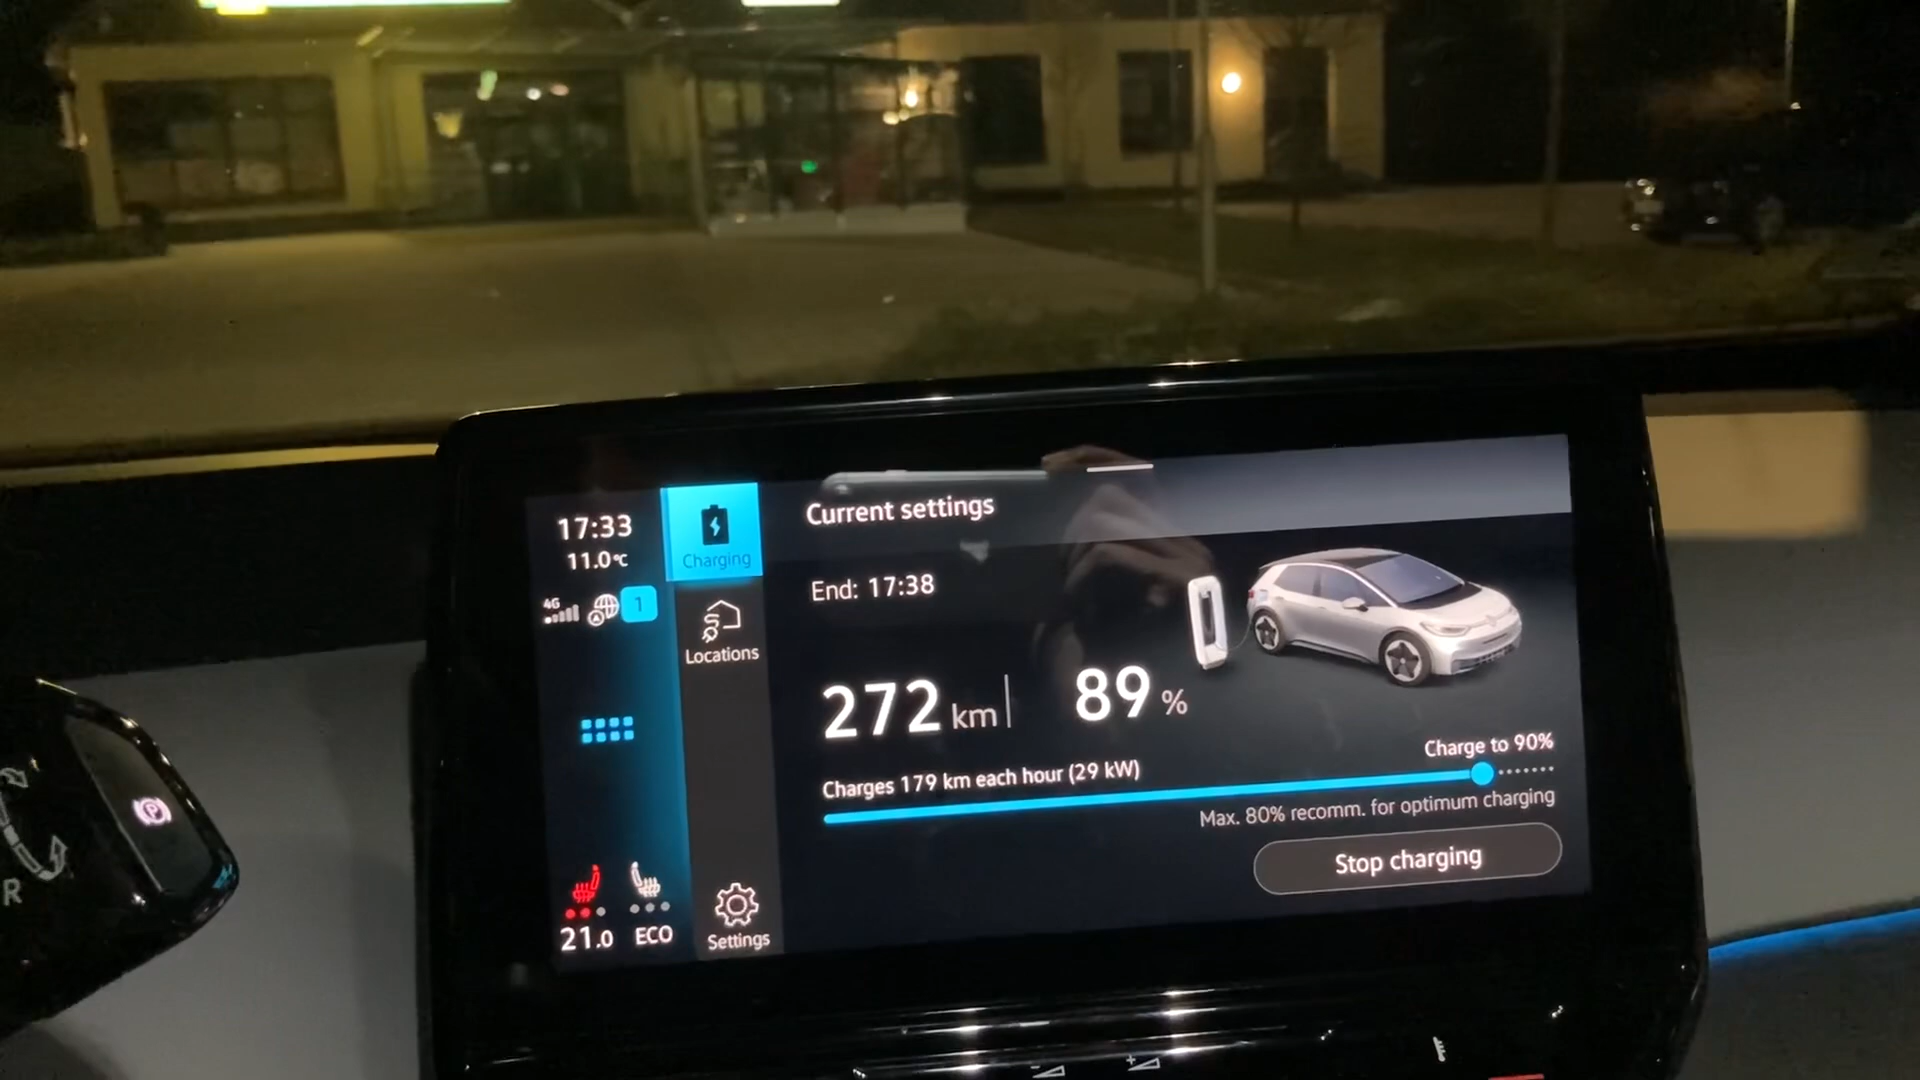 17:33
11.0°C
4G
1
Charging
Locations
Settings
21.0
ECO
Current settings
End: 17:38
272 km
89 %
Charges 179 km each hour (29 kW)
Charge to 90%
Max. 80% recomm. for optimum charging
Stop charging
P
R